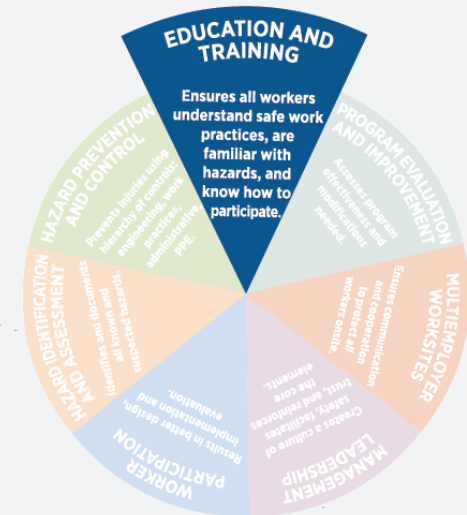 EDUCATION AND
TRAINING
Ensures all workers
understand safe work
practices, are
familiar with
hazards, and
know how to
participate.
PROGRAM EVALUATION
AND IMPROVEMENT
Assesses program
effectiveness and
modifications
needed.
MULTIEMPLOYER
WORKSITES
Ensures communication
and cooperation
to protect all
workers onsite.
MANAGEMENT
LEADERSHIP
Creates a culture of
safety, facilitates
trust, and reinforces
the core
elements.
WORKER
PARTICIPATION
Results in better design,
implementation and
evaluation.
HAZARD IDENTIFICATION
AND ASSESSMENT
Identifies and documents
all known and
suspected hazards.
HAZARD PREVENTION
AND CONTROL
Prevents injuries using
hierarchy of controls:
engineering, work
practices,
administrative,
PPE.